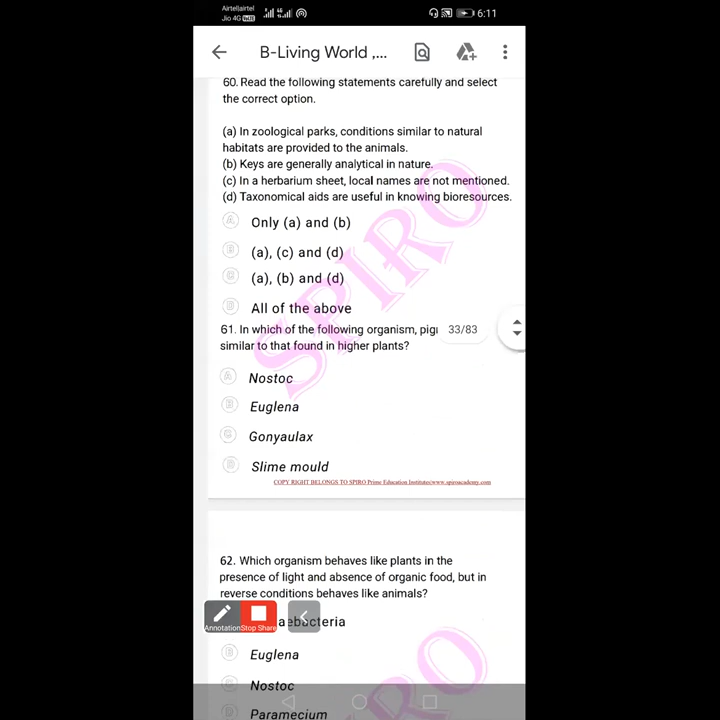 Airtel|airtel
Jio 4G VoLTE
6:11
B-Living World ,...
60. Read the following statements carefully and select
the correct option.
(a) In zoological parks, conditions similar to natural
habitats are provided to the animals.
(b) Keys are generally analytical in nature.
(c) In a herbarium sheet, local names are not mentioned.
(d) Taxonomical aids are useful in knowing bioresources.
A Only (a) and (b)
B (a), (c) and (d)
C (a), (b) and (d)
D All of the above
61. In which of the following organism, pig 33/83
similar to that found in higher plants?
A Nostoc
B Euglena
C Gonyaulax
D Slime mould
COPY RIGHT BELONGS TO SPIRO Prime Education Institute|www.spiroacademy.com
62. Which organism behaves like plants in the
presence of light and absence of organic food, but in
reverse conditions behaves like animals?
aebacteria
Annotation Stop Share
B Euglena
Nostoc
D Paramecium
SPIRO
RO